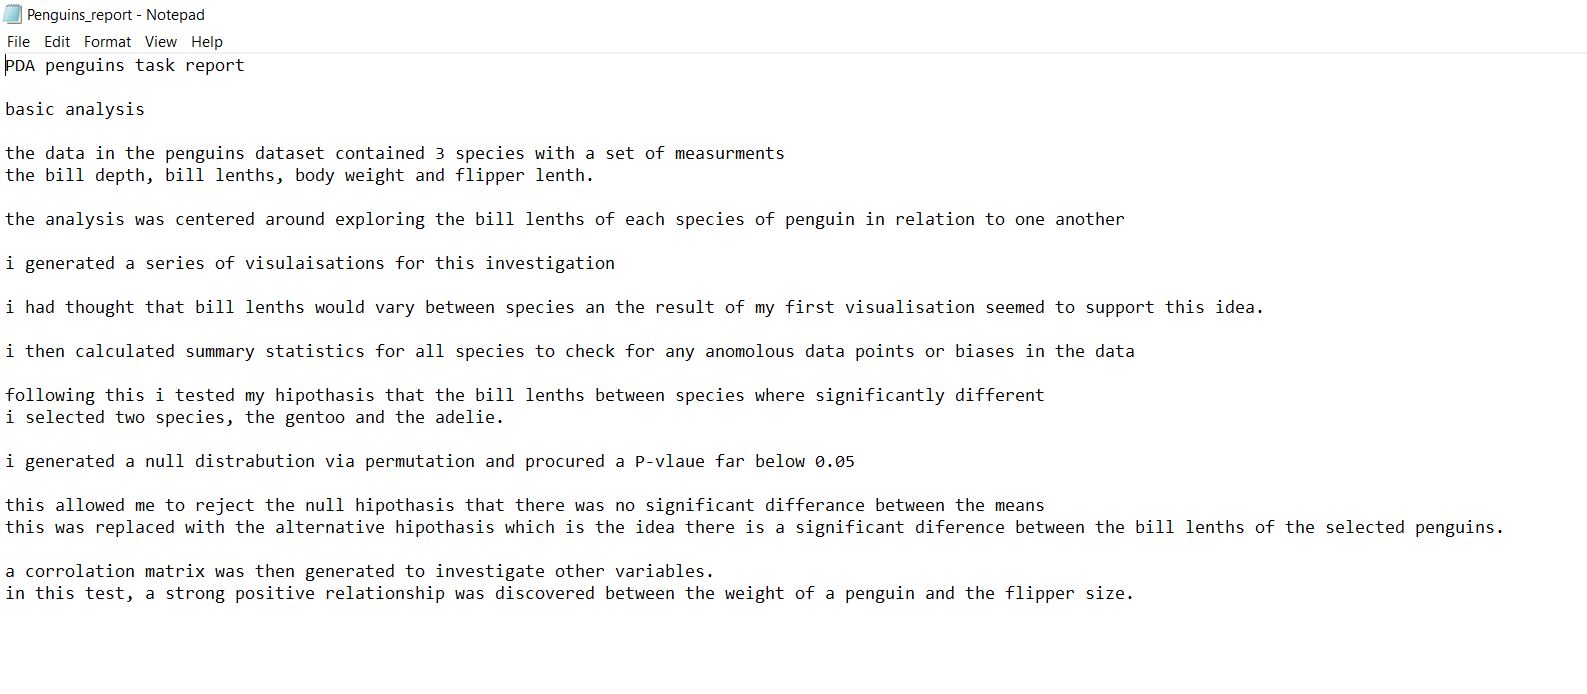 Penguins_report - Notepad
File Edit Format View Help
PDA penguins task report
basic analysis
the data in the penguins dataset contained 3 species with a set of measurments
the bill depth, bill lenths, body weight and flipper lenth.
the analysis was centered around exploring the bill lenths of each species of penguin in relation to one another
i generated a series of visulaisations for this investigation
i had thought that bill lenths would vary between species an the result of my first visualisation seemed to support this idea.
i then calculated summary statistics for all species to check for any anomolous data points or biases in the data
following this i tested my hipothasis that the bill lenths between species where significantly different
i selected two species, the gentoo and the adelie.
i generated a null distrabution via permutation and procured a P-vlaue far below 0.05
this allowed me to reject the null hipothasis that there was no significant differance between the means
this was replaced with the alternative hipothasis which is the idea there is a significant diference between the bill lenths of the selected penguins.
a corrolation matrix was then generated to investigate other variables.
in this test, a strong positive relationship was discovered between the weight of a penguin and the flipper size.